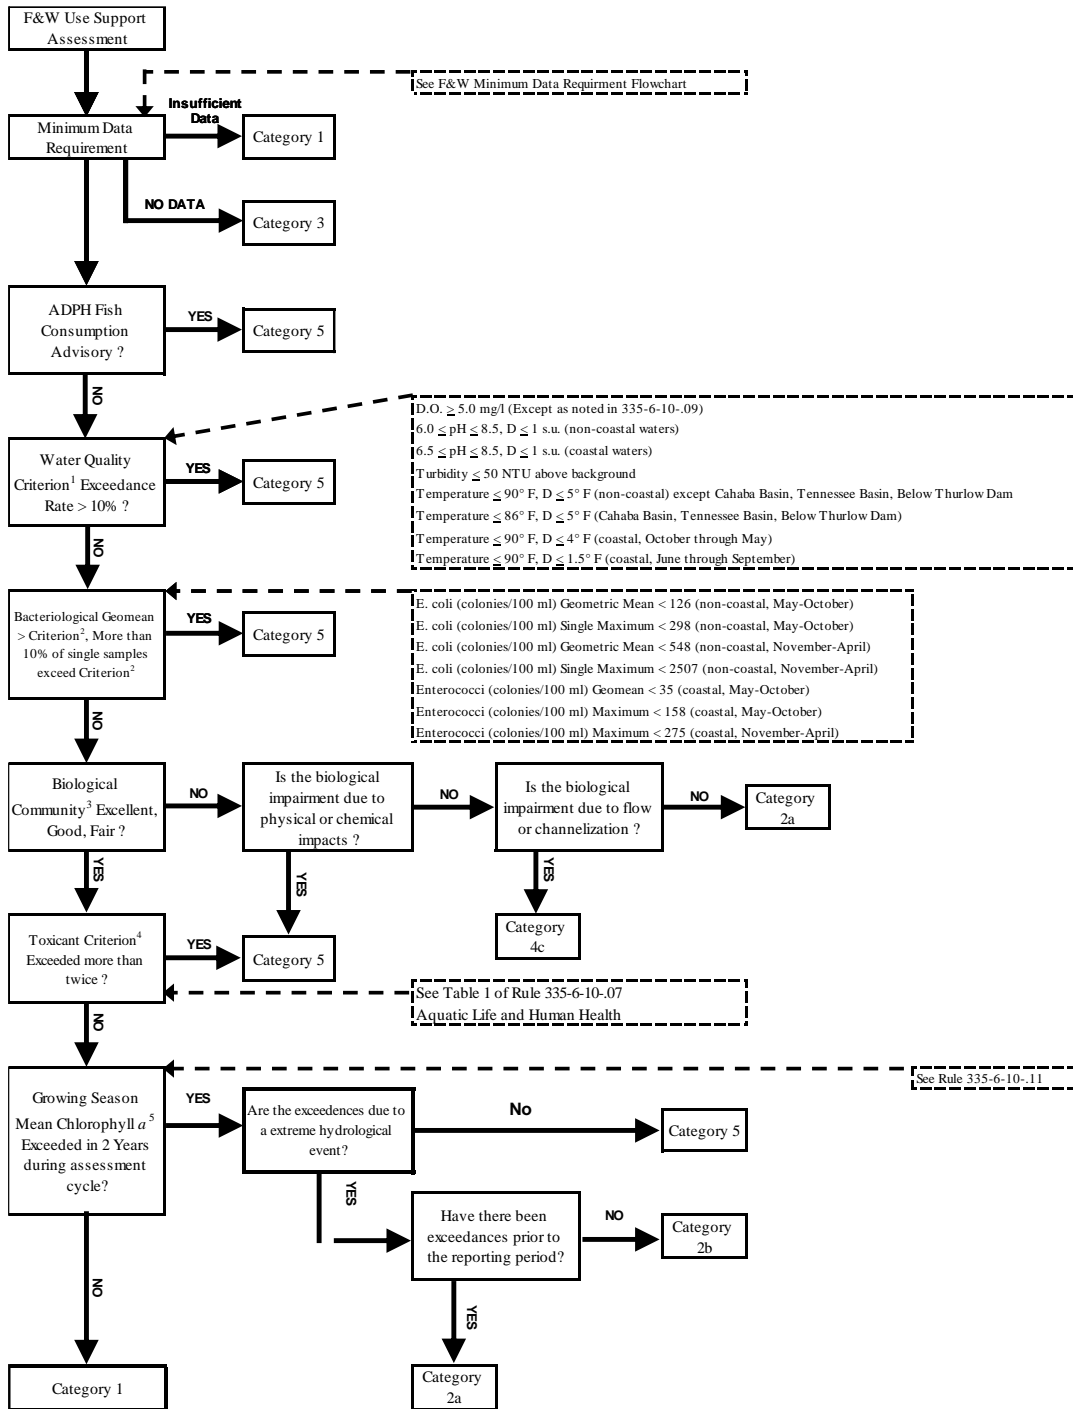 F&W Use Support
Assessment
See F&W Minimum Data Requirment Flowchart
Insufficient
Data
Minimum Data
Requirement
Category 1
NO DATA
Category 3
ADPH Fish
Consumption
Advisory ?
YES
Category 5
NO
D.O. ≥ 5.0 mg/l (Except as noted in 335-6-10-.09)
6.0 ≤ pH ≤ 8.5, D ≤ 1 s.u. (non-coastal waters)
6.5 ≤ pH ≤ 8.5, D ≤ 1 s.u. (coastal waters)
Turbidity ≤ 50 NTU above background
Temperature ≤ 90° F, D ≤ 5° F (non-coastal) except Cahaba Basin, Tennessee Basin, Below Thurlow Dam
Temperature ≤ 86° F, D ≤ 5° F (Cahaba Basin, Tennessee Basin, Below Thurlow Dam)
Temperature ≤ 90° F, D ≤ 4° F (coastal, October through May)
Temperature ≤ 90° F, D ≤ 1.5° F (coastal, June through September)
Water Quality
Criterion¹ Exceedance
Rate > 10% ?
YES
Category 5
NO
Bacteriological Geomean
> Criterion², More than
10% of single samples
exceed Criterion²
YES
Category 5
E. coli (colonies/100 ml) Geometric Mean < 126 (non-coastal, May-October)
E. coli (colonies/100 ml) Single Maximum < 298 (non-coastal, May-October)
E. coli (colonies/100 ml) Geometric Mean < 548 (non-coastal, November-April)
E. coli (colonies/100 ml) Single Maximum < 2507 (non-coastal, November-April)
Enterococci (colonies/100 ml) Geomean < 35 (coastal, May-October)
Enterococci (colonies/100 ml) Maximum < 158 (coastal, May-October)
Enterococci (colonies/100 ml) Maximum < 275 (coastal, November-April)
NO
Biological
Community³ Excellent,
Good, Fair ?
NO
Is the biological
impairment due to
physical or chemical
impacts ?
NO
Is the biological
impairment due to flow
or channelization ?
NO
Category
2a
YES
YES
YES
Toxicant Criterion⁴
Exceeded more than
twice ?
YES
Category 5
Category
4c
See Table 1 of Rule 335-6-10-.07
Aquatic Life and Human Health
NO
See Rule 335-6-10-.11
Growing Season
Mean Chlorophyll a⁵
Exceeded in 2 Years
during assessment
cycle?
YES
Are the exceedences due to
a extreme hydrological
event?
No
Category 5
YES
Have there been
exceedances prior to
the reporting period?
NO
Category
2b
NO
YES
Category 1
Category
2a